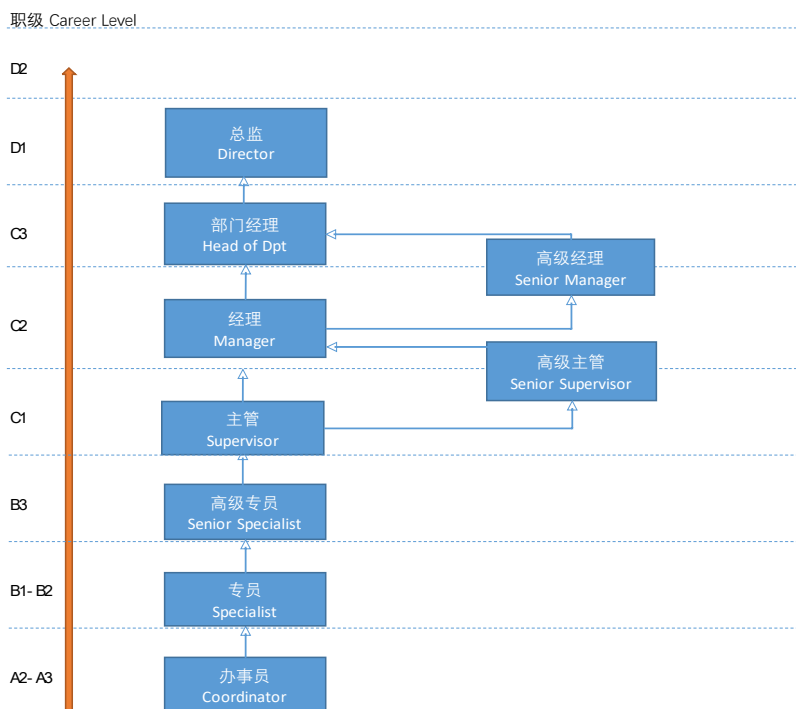 职级 Career Level
D2
D1
总监
Director
C3
部门经理
Head of Dpt
高级经理
Senior Manager
C2
经理
Manager
高级主管
Senior Supervisor
C1
主管
Supervisor
B3
高级专员
Senior Specialist
B1- B2
专员
Specialist
A2- A3
办事员
Coordinator